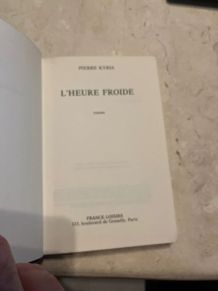 PIERRE KYRIA
L'HEURE FROIDE
roman
FRANCE LOISIRS
123, boulevard de Grenelle, Paris